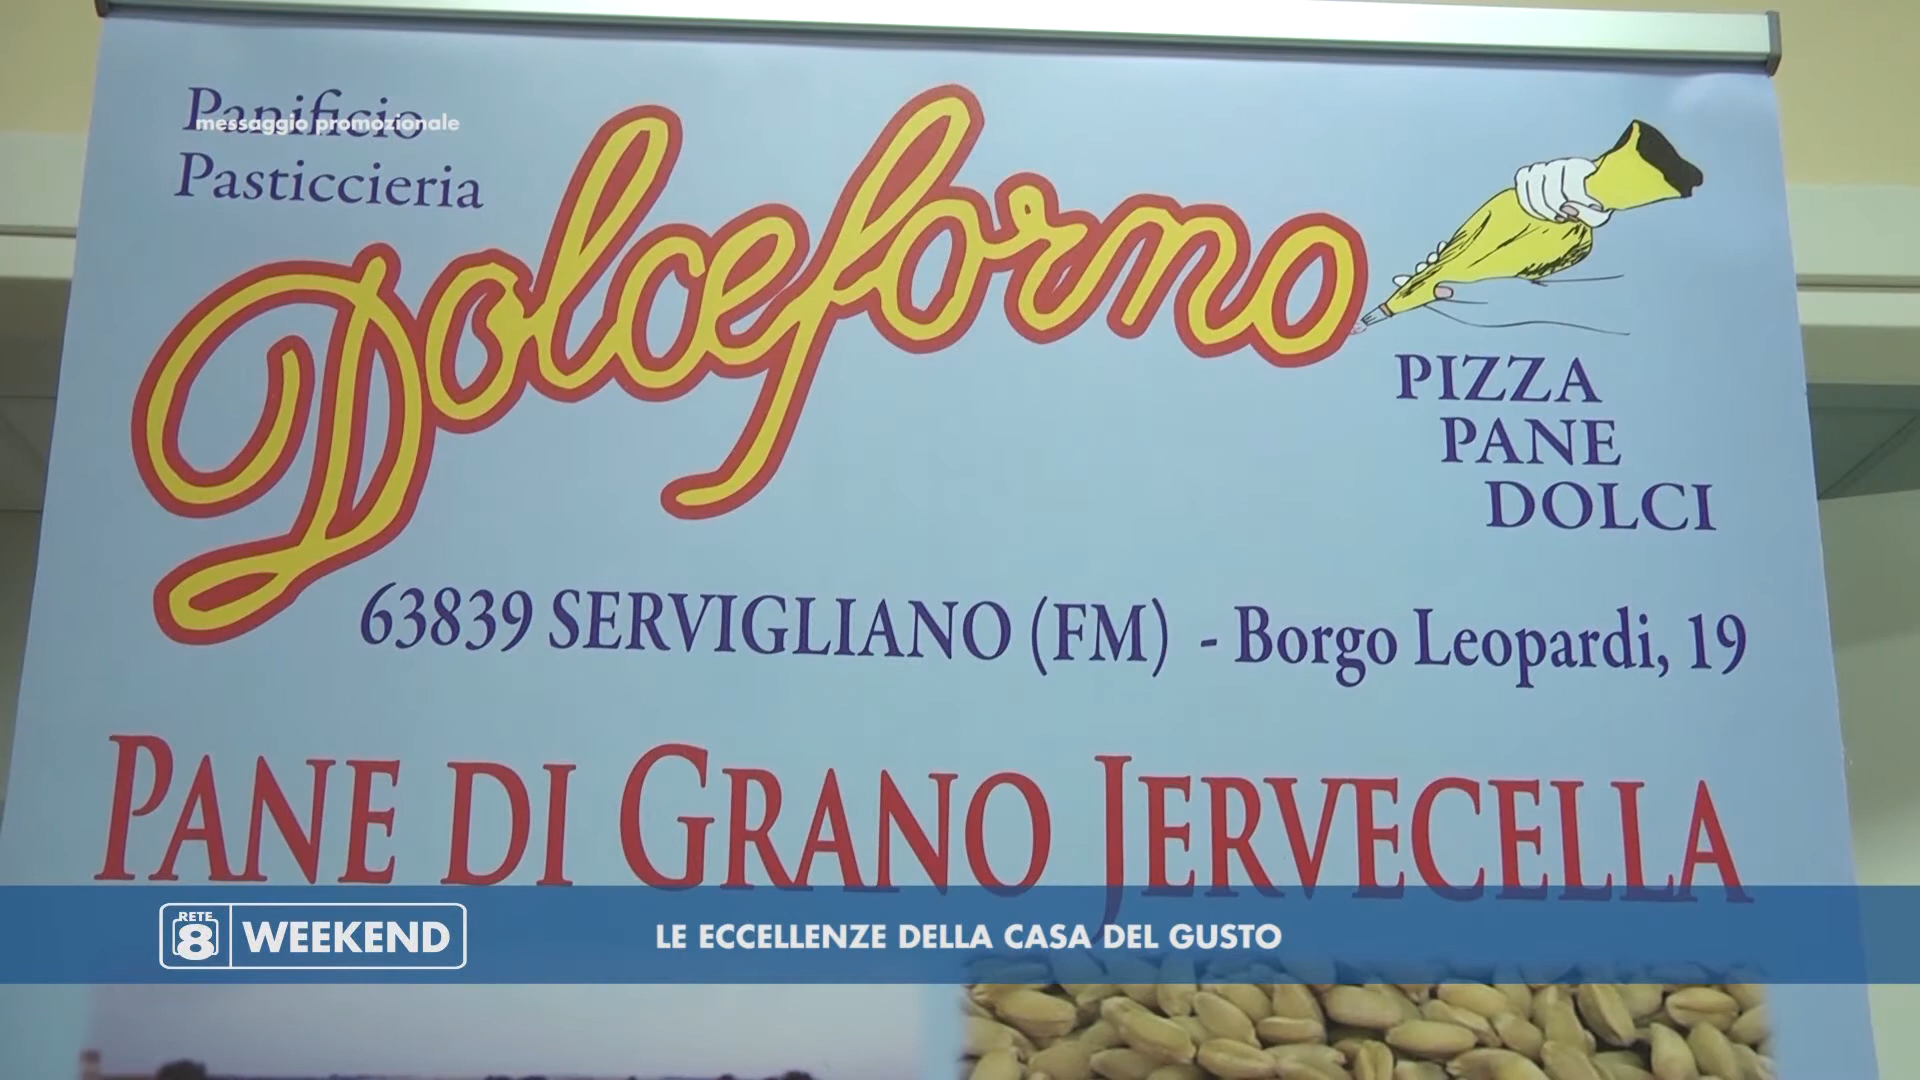 Panificio
messaggio promozionale
Pasticcieria
Dolceforno
PIZZA
PANE
DOLCI
63839 SERVIGLIANO (FM) - Borgo Leopardi, 19
PANE DI GRANO JERVECELLA
RETE 8 WEEKEND
LE ECCELLENZE DELLA CASA DEL GUSTO